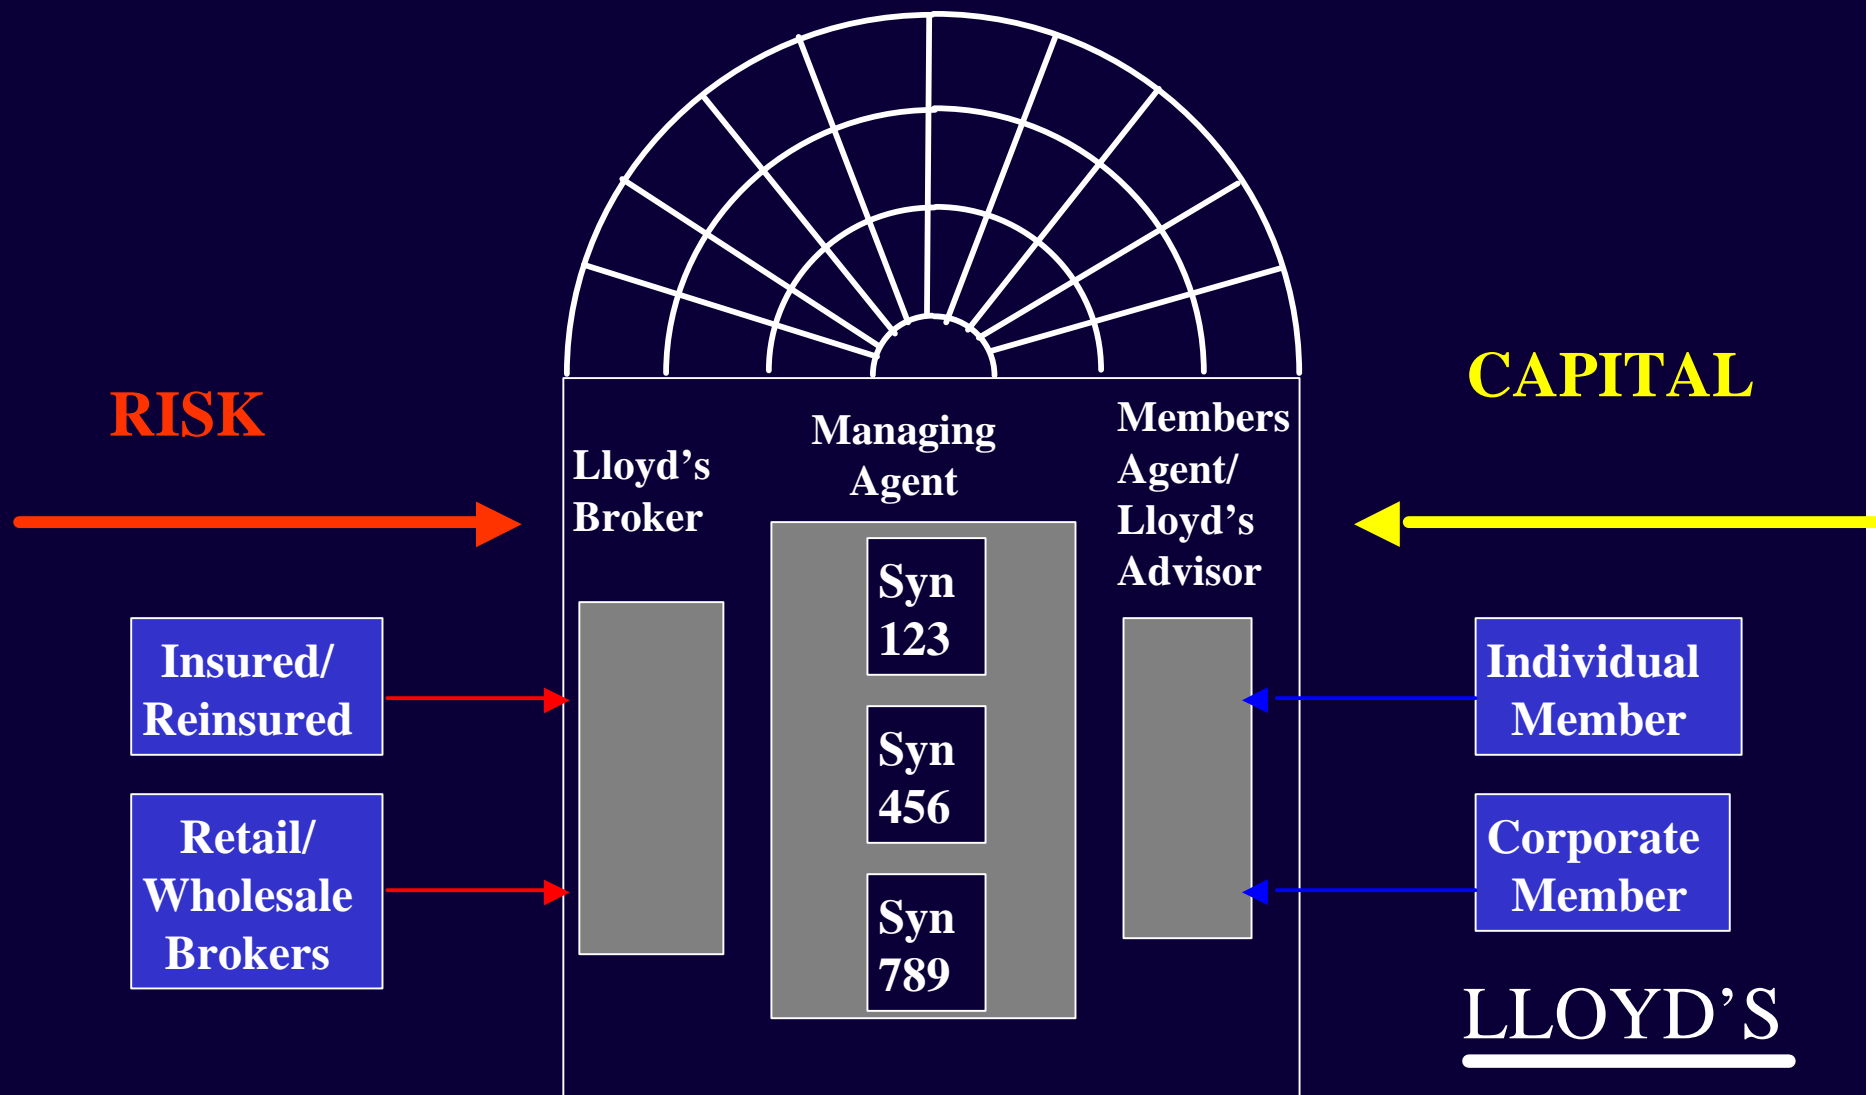 RISK
CAPITAL
Lloyd’s
Broker
Managing
Agent
Members
Agent/
Lloyd’s
Advisor
Insured/
Reinsured
Retail/
Wholesale
Brokers
Syn
123
Syn
456
Syn
789
Individual
Member
Corporate
Member
LLOYD’S